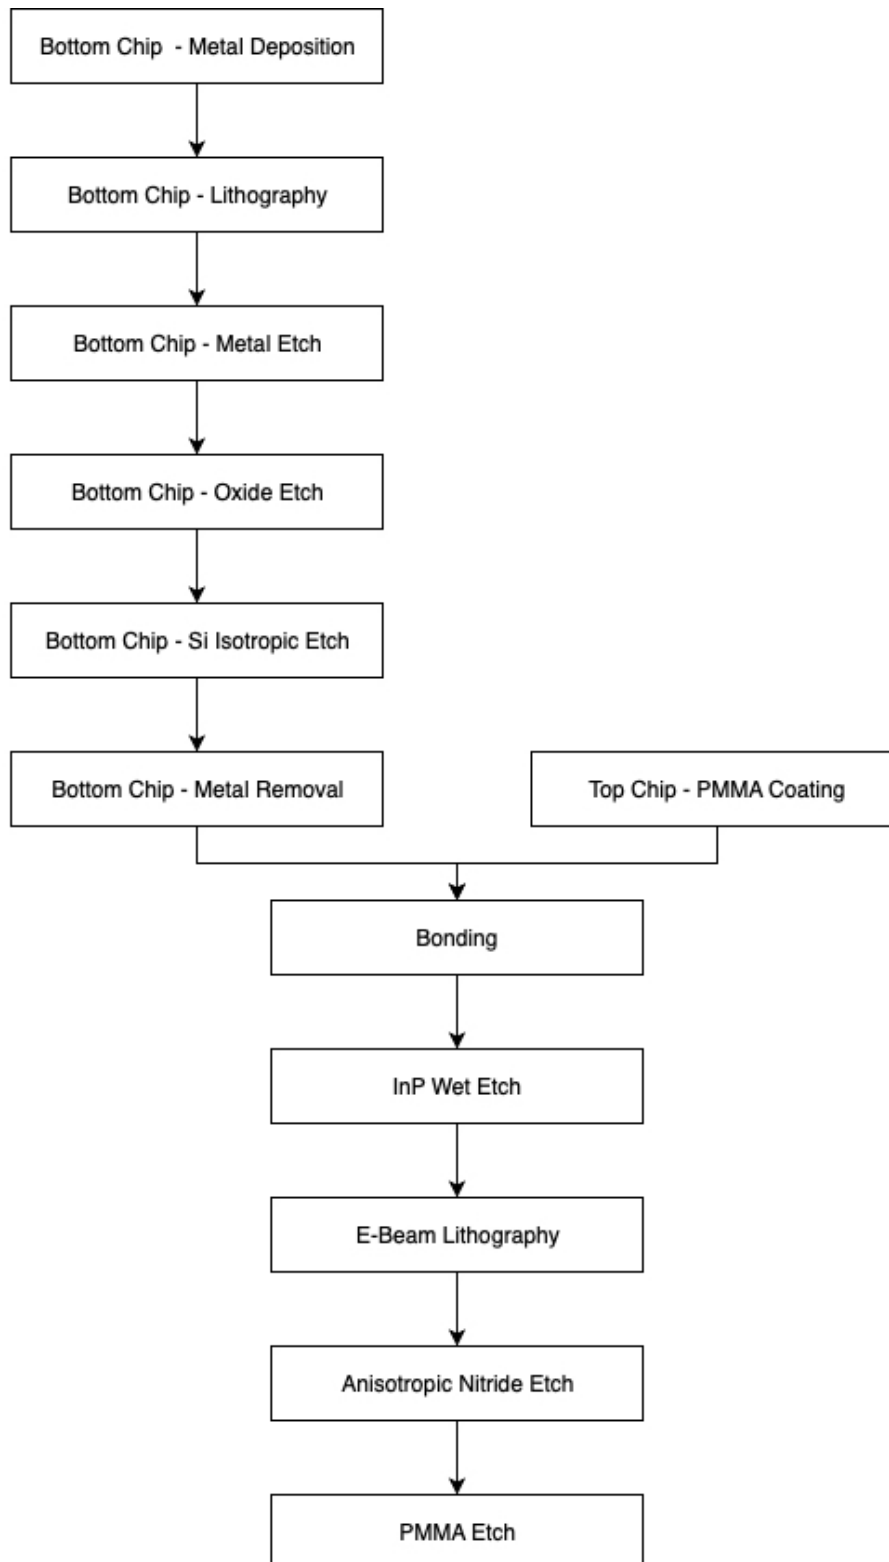 Bottom Chip - Metal Deposition
Bottom Chip - Lithography
Bottom Chip - Metal Etch
Bottom Chip - Oxide Etch
Bottom Chip - Si Isotropic Etch
Bottom Chip - Metal Removal
Top Chip - PMMA Coating
Bonding
InP Wet Etch
E-Beam Lithography
Anisotropic Nitride Etch
PMMA Etch